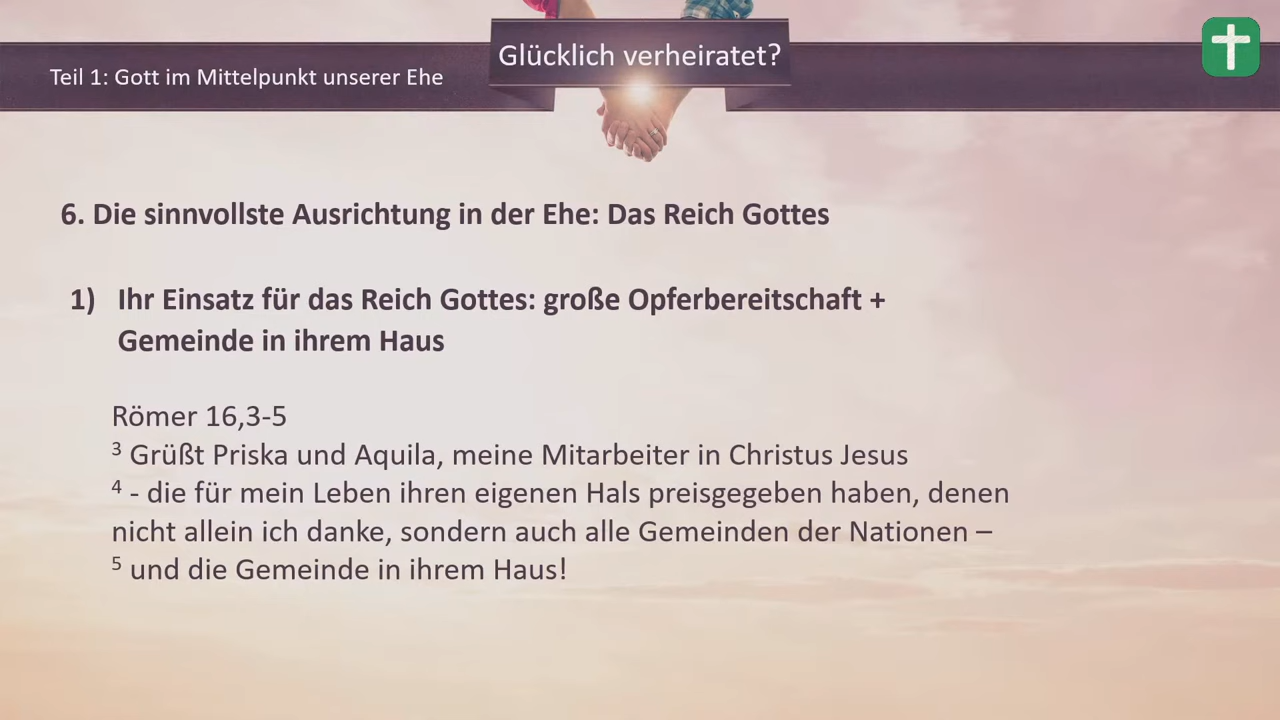 Glücklich verheiratet?
Teil 1: Gott im Mittelpunkt unserer Ehe
6. Die sinnvollste Ausrichtung in der Ehe: Das Reich Gottes
1) Ihr Einsatz für das Reich Gottes: große Opferbereitschaft +
Gemeinde in ihrem Haus
Römer 16,3-5
³ Grüßt Priska und Aquila, meine Mitarbeiter in Christus Jesus
⁴ - die für mein Leben ihren eigenen Hals preisgegeben haben, denen
nicht allein ich danke, sondern auch alle Gemeinden der Nationen –
⁵ und die Gemeinde in ihrem Haus!